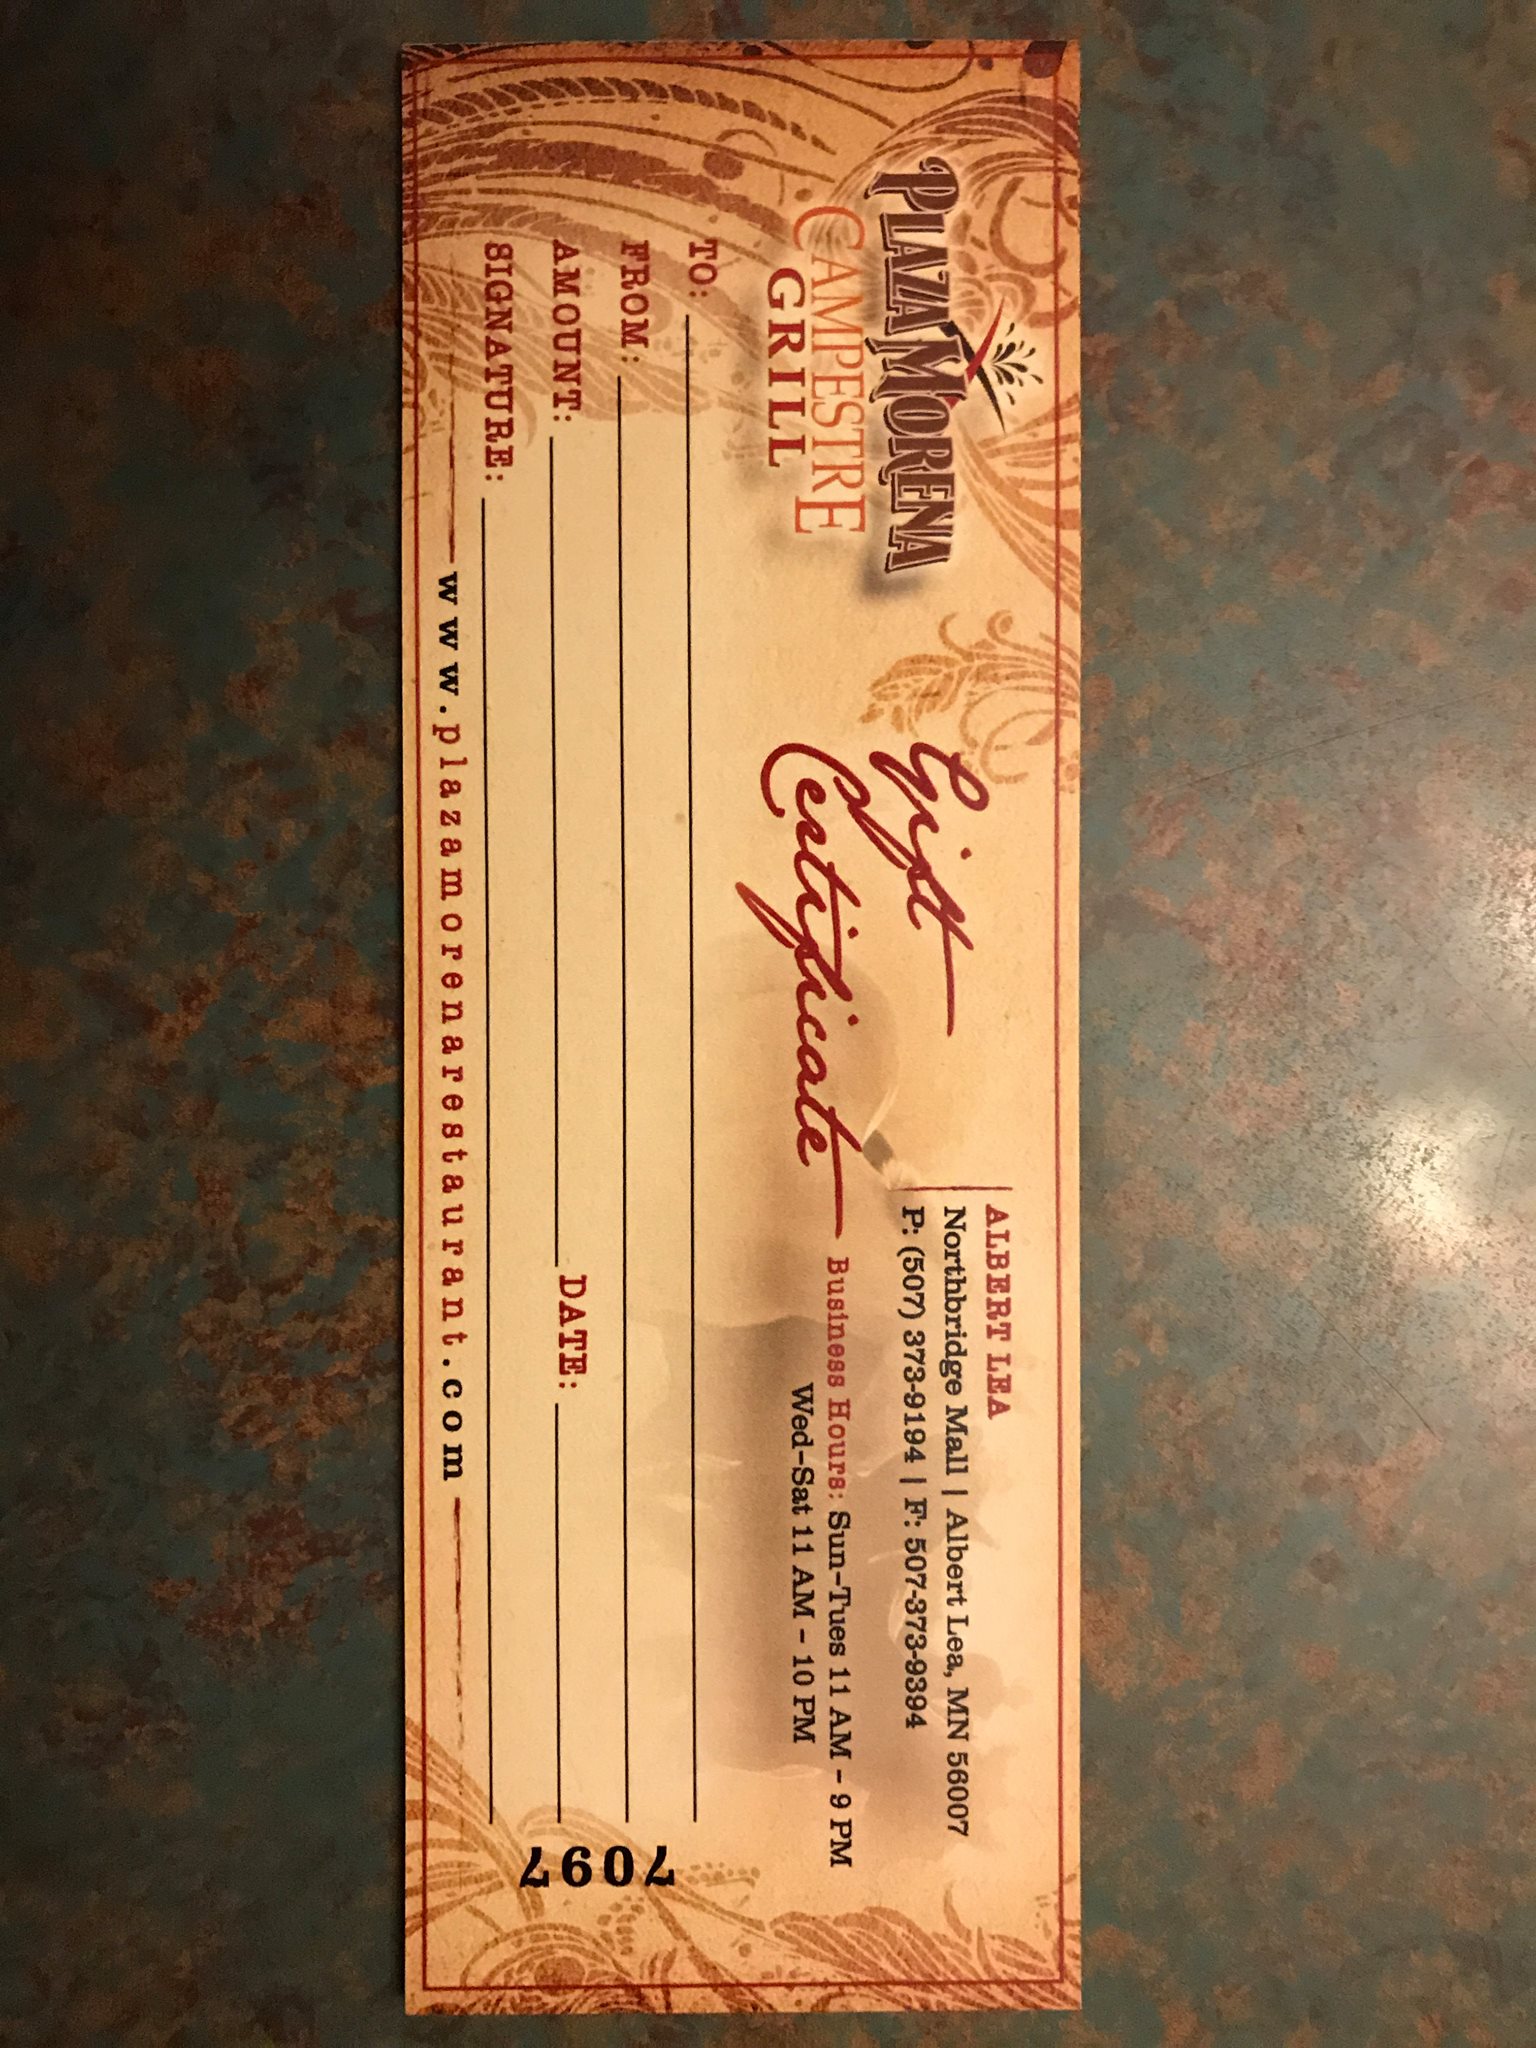 PLAZA MORENA
CAMPESTRE
GRILL
Gift
Certificate
ALBERT LEA
Northbridge Mall | Albert Lea, MN 56007
P: (507) 373-9194 | F: 507-373-9394
Business Hours: Sun-Tues 11 AM - 9 PM
Wed-Sat 11 AM - 10 PM
TO:
FROM:
AMOUNT: DATE:
SIGNATURE:
7097
www.plazamorenarestaurant.com